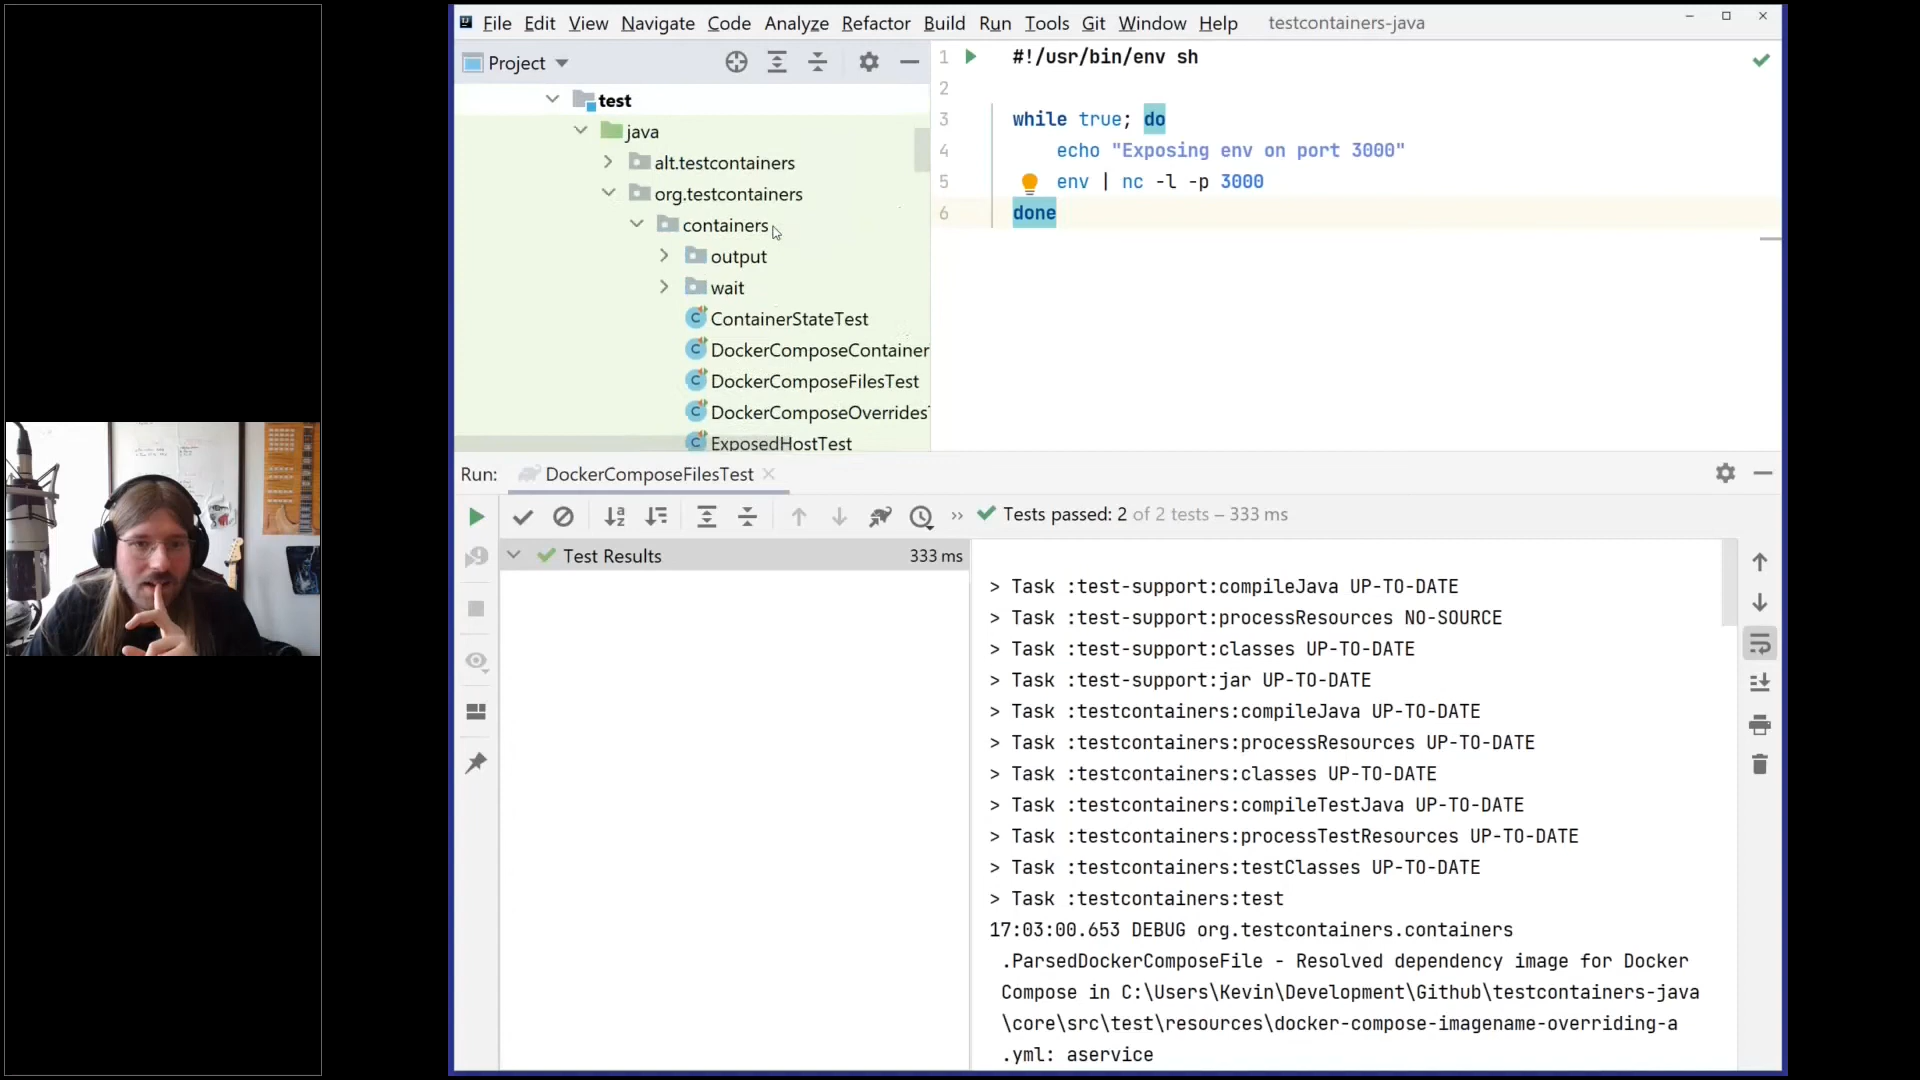 File Edit View Navigate Code Analyze Refactor Build Run Tools Git Window Help testcontainers-java
Project
test
java
alt.testcontainers
org.testcontainers
containers
output
wait
ContainerStateTest
DockerComposeContainer
DockerComposeFilesTest
DockerComposeOverrides
ExposedHostTest
1 #!/usr/bin/env sh
2
3 while true; do
4 echo "Exposing env on port 3000"
5 env | nc -l -p 3000
6 done
Run: DockerComposeFilesTest
Tests passed: 2 of 2 tests – 333 ms
Test Results 333 ms
> Task :test-support:compileJava UP-TO-DATE
> Task :test-support:processResources NO-SOURCE
> Task :test-support:classes UP-TO-DATE
> Task :test-support:jar UP-TO-DATE
> Task :testcontainers:compileJava UP-TO-DATE
> Task :testcontainers:processResources UP-TO-DATE
> Task :testcontainers:classes UP-TO-DATE
> Task :testcontainers:compileTestJava UP-TO-DATE
> Task :testcontainers:processTestResources UP-TO-DATE
> Task :testcontainers:testClasses UP-TO-DATE
> Task :testcontainers:test
17:03:00.653 DEBUG org.testcontainers.containers
.ParsedDockerComposeFile - Resolved dependency image for Docker
Compose in C:\Users\Kevin\Development\Github\testcontainers-java
\core\src\test\resources\docker-compose-imagename-overriding-a
.yml: aservice